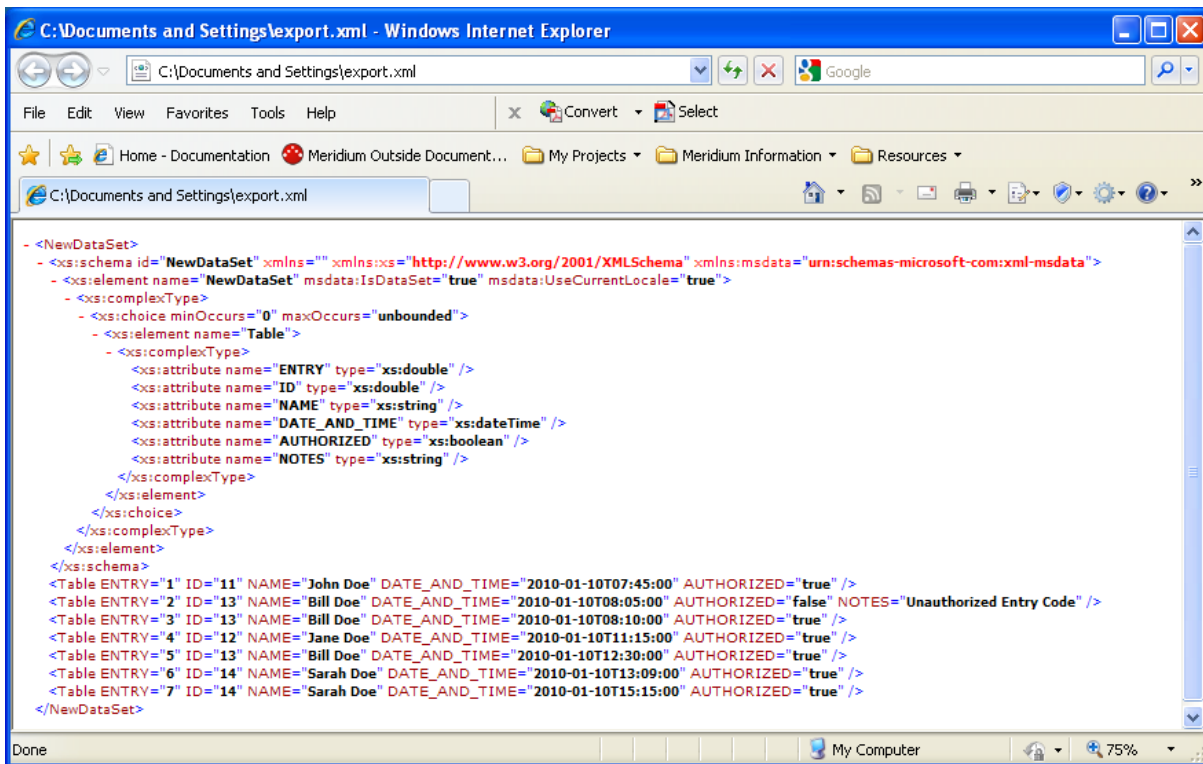 C:\Documents and Settings\export.xml - Windows Internet Explorer
C:\Documents and Settings\export.xml
Google
File Edit View Favorites Tools Help
x Convert Select
Home - Documentation Meridium Outside Document... My Projects Meridium Information Resources
C:\Documents and Settings\export.xml
»
- <NewDataSet>
- <xs:schema id="NewDataSet" xmlns="" xmlns:xs="http://www.w3.org/2001/XMLSchema" xmlns:msdata="urn:schemas-microsoft-com:xml-msdata">
- <xs:element name="NewDataSet" msdata:IsDataSet="true" msdata:UseCurrentLocale="true">
- <xs:complexType>
- <xs:choice minOccurs="0" maxOccurs="unbounded">
- <xs:element name="Table">
- <xs:complexType>
<xs:attribute name="ENTRY" type="xs:double" />
<xs:attribute name="ID" type="xs:double" />
<xs:attribute name="NAME" type="xs:string" />
<xs:attribute name="DATE_AND_TIME" type="xs:dateTime" />
<xs:attribute name="AUTHORIZED" type="xs:boolean" />
<xs:attribute name="NOTES" type="xs:string" />
</xs:complexType>
</xs:element>
</xs:choice>
</xs:complexType>
</xs:element>
</xs:schema>
<Table ENTRY="1" ID="11" NAME="John Doe" DATE_AND_TIME="2010-01-10T07:45:00" AUTHORIZED="true" />
<Table ENTRY="2" ID="13" NAME="Bill Doe" DATE_AND_TIME="2010-01-10T08:05:00" AUTHORIZED="false" NOTES="Unauthorized Entry Code" />
<Table ENTRY="3" ID="13" NAME="Bill Doe" DATE_AND_TIME="2010-01-10T08:10:00" AUTHORIZED="true" />
<Table ENTRY="4" ID="12" NAME="Jane Doe" DATE_AND_TIME="2010-01-10T11:15:00" AUTHORIZED="true" />
<Table ENTRY="5" ID="13" NAME="Bill Doe" DATE_AND_TIME="2010-01-10T12:30:00" AUTHORIZED="true" />
<Table ENTRY="6" ID="14" NAME="Sarah Doe" DATE_AND_TIME="2010-01-10T13:09:00" AUTHORIZED="true" />
<Table ENTRY="7" ID="14" NAME="Sarah Doe" DATE_AND_TIME="2010-01-10T15:15:00" AUTHORIZED="true" />
</NewDataSet>
Done My Computer 75%